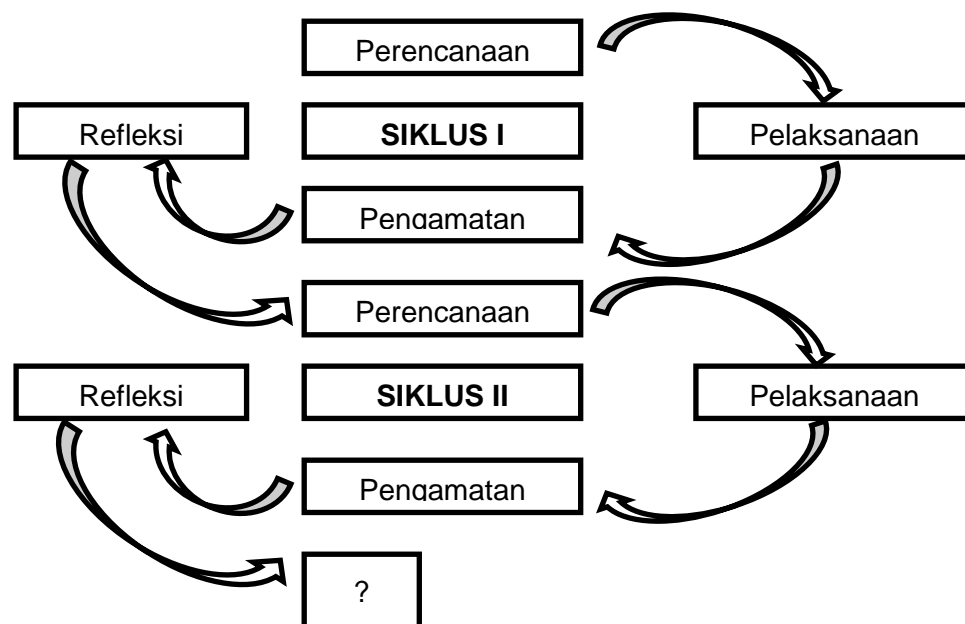 Perencanaan
Refleksi
SIKLUS I
Pelaksanaan
Pengamatan
Perencanaan
Refleksi
SIKLUS II
Pelaksanaan
Pengamatan
?